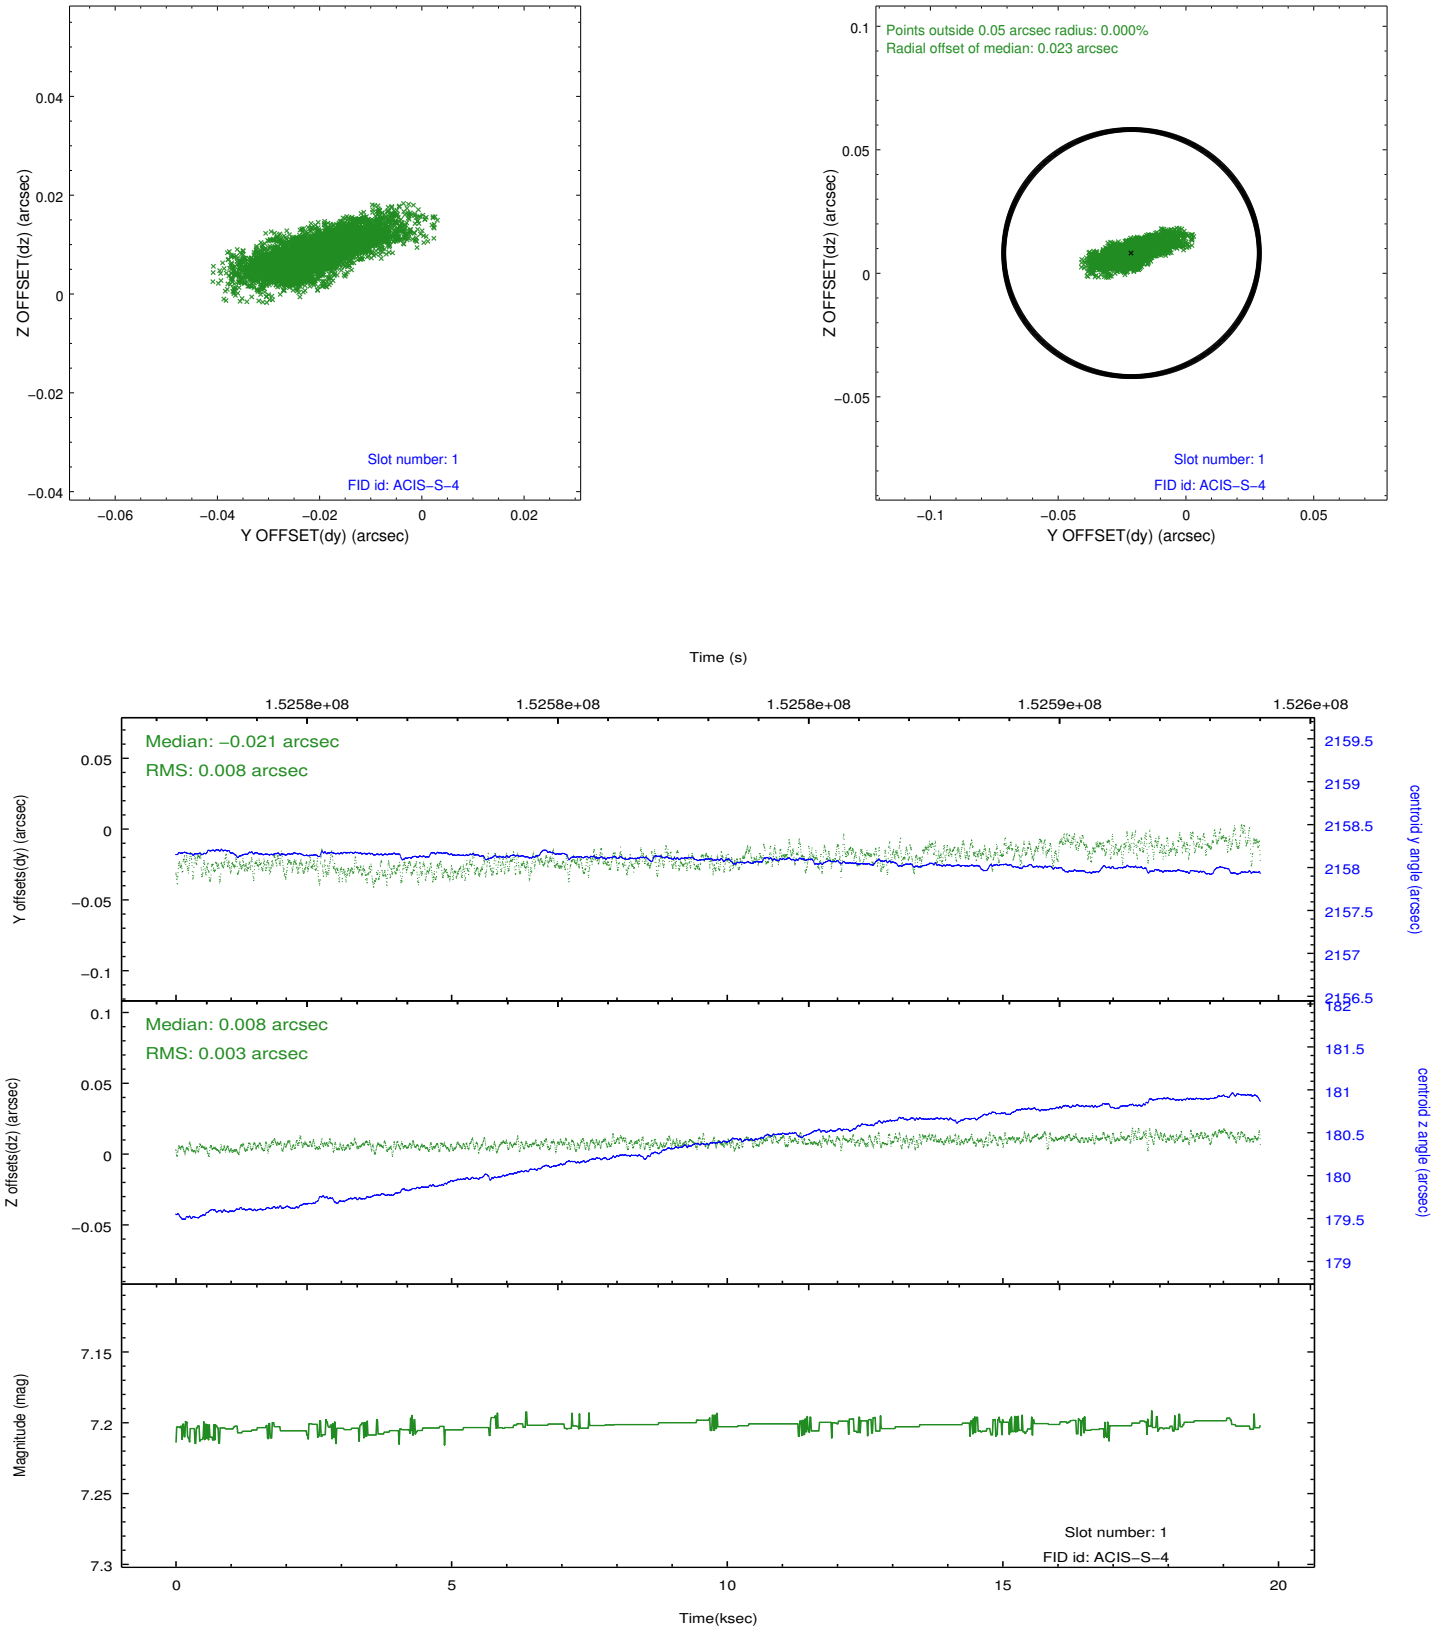 0.04
0.02
0
−0.02
−0.04
Z OFFSET(dz) (arcsec)
Slot number: 1
FID id: ACIS−S−4
−0.06
−0.04
−0.02
0
0.02
Y OFFSET(dy) (arcsec)
Points outside 0.05 arcsec radius: 0.000%
Radial offset of median: 0.023 arcsec
0.1
0.05
0
−0.05
Z OFFSET(dz) (arcsec)
Slot number: 1
FID id: ACIS−S−4
−0.1
−0.05
0
0.05
Y OFFSET(dy) (arcsec)
Time (s)
1.5258e+08
1.5258e+08
1.5258e+08
1.5259e+08
1.526e+08
Median: −0.021 arcsec
RMS: 0.008 arcsec
0.05
0
−0.05
−0.1
Y offsets(dy) (arcsec)
2159.5
2159
2158.5
2158
2157.5
2157
2156.5
centroid y angle (arcsec)
Median: 0.008 arcsec
RMS: 0.003 arcsec
0.1
0.05
0
−0.05
Z offsets(dz) (arcsec)
182
181.5
181
180.5
180
179.5
179
centroid z angle (arcsec)
7.15
7.2
7.25
7.3
Magnitude (mag)
Slot number: 1
FID id: ACIS−S−4
0
5
10
15
20
Time(ksec)